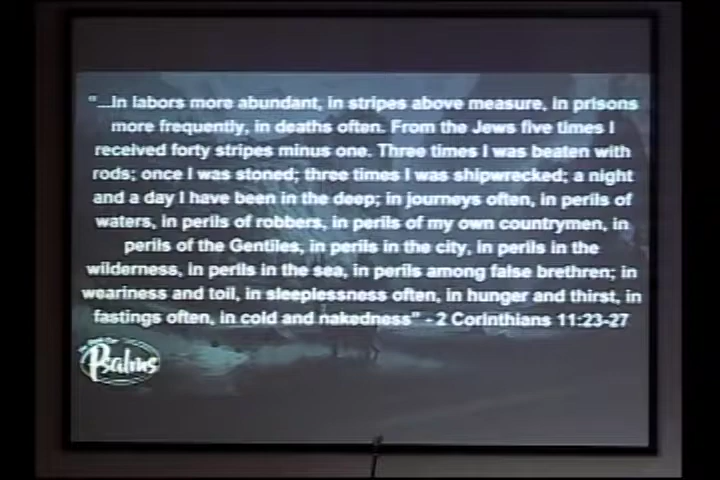 "...In labors more abundant, in stripes above measure, in prisons
more frequently, in deaths often. From the Jews five times I
received forty stripes minus one. Three times I was beaten with
rods; once I was stoned; three times I was shipwrecked; a night
and a day I have been in the deep; in journeys often, in perils of
waters, in perils of robbers, in perils of my own countrymen, in
perils of the Gentiles, in perils in the city, in perils in the
wilderness, in perils in the sea, in perils among false brethren; in
weariness and toil, in sleeplessness often, in hunger and thirst, in
fastings often, in cold and nakedness" - 2 Corinthians 11:23-27
Psalms